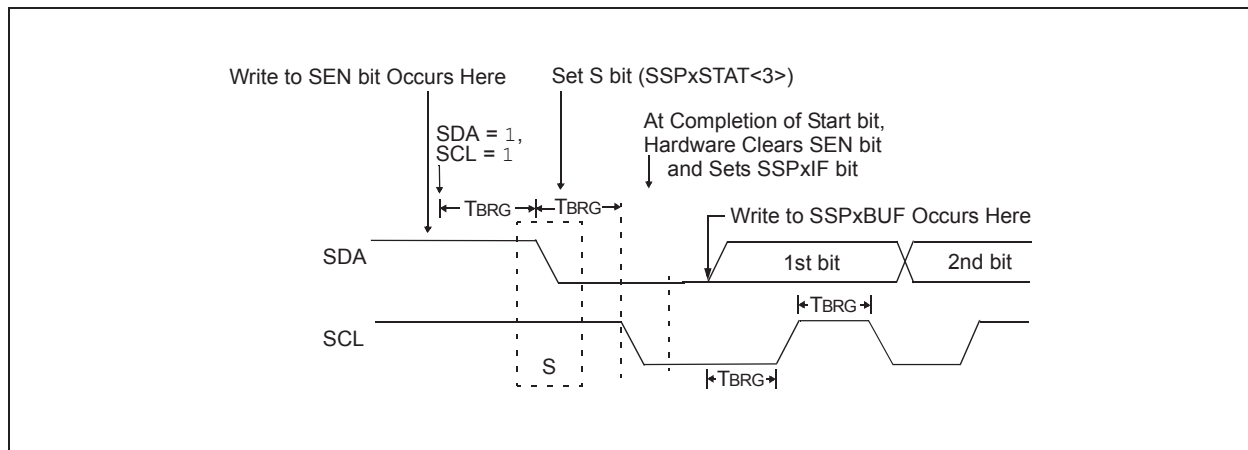 Write to SEN bit Occurs Here
Set S bit (SSPxSTAT<3>)
SDA = 1,
SCL = 1
At Completion of Start bit,
Hardware Clears SEN bit
and Sets SSPxIF bit
TBRG
TBRG
Write to SSPxBUF Occurs Here
SDA
1st bit
2nd bit
TBRG
SCL
S
TBRG